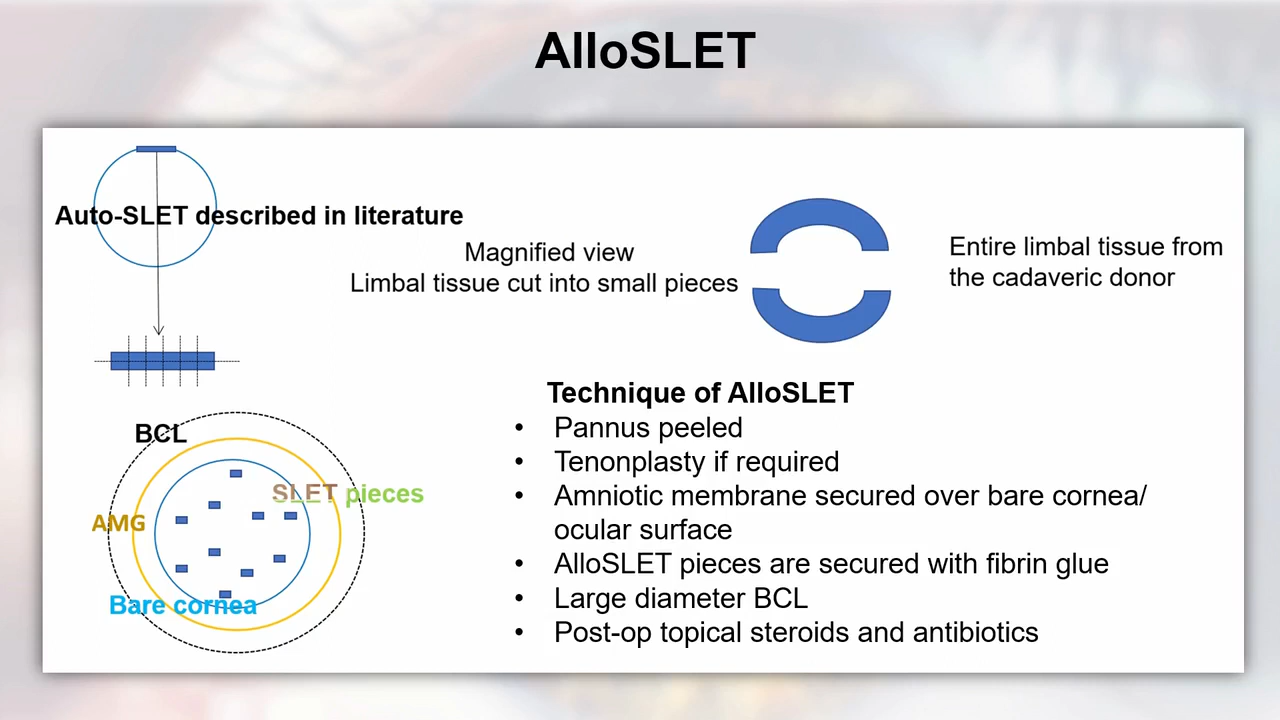 AlloSLET
Auto-SLET described in literature
Magnified view
Limbal tissue cut into small pieces
Entire limbal tissue from
the cadaveric donor
BCL
SLET pieces
AMG
Bare cornea
Technique of AlloSLET
• Pannus peeled
• Tenonplasty if required
• Amniotic membrane secured over bare cornea/
ocular surface
• AlloSLET pieces are secured with fibrin glue
• Large diameter BCL
• Post-op topical steroids and antibiotics